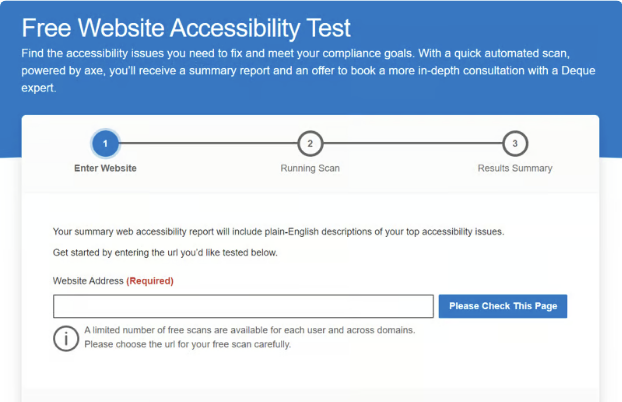 Free Website Accessibility Test
Find the accessibility issues you need to fix and meet your compliance goals. With a quick automated scan,
powered by axe, you'll receive a summary report and an offer to book a more in-depth consultation with a Deque
expert.
1
2
3
Enter Website
Running Scan
Results Summary
Your summary web accessibility report will include plain-English descriptions of your top accessibility issues.
Get started by entering the url you'd like tested below.
Website Address (Required)
Please Check This Page
A limited number of free scans are available for each user and across domains.
Please choose the url for your free scan carefully.